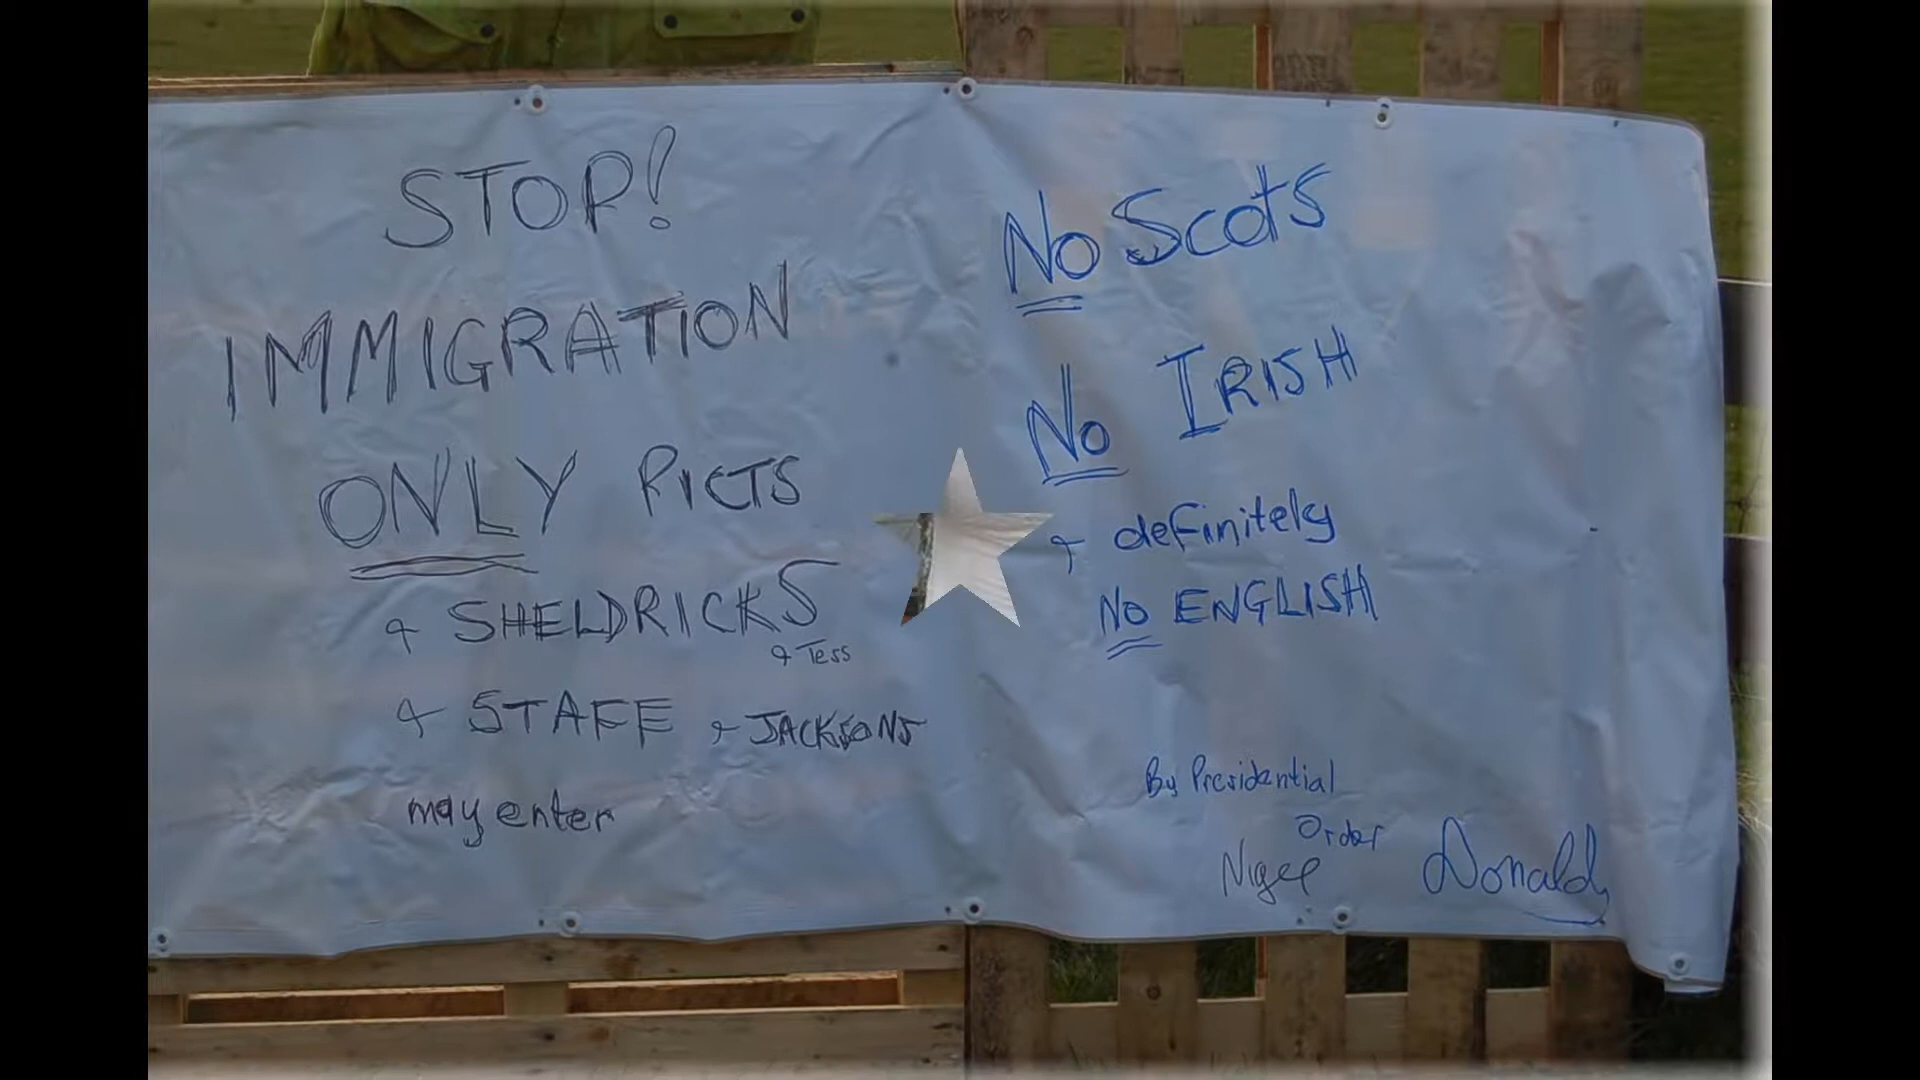 STOP!
IMMIGRATION
ONLY PICTS
& SHELDRICKS
& Tess
& STAFF & JACKSONS
may enter
No Scots
No IRISH
& definitely
No ENGLISH
By Presidential
Order
Nigel Donald